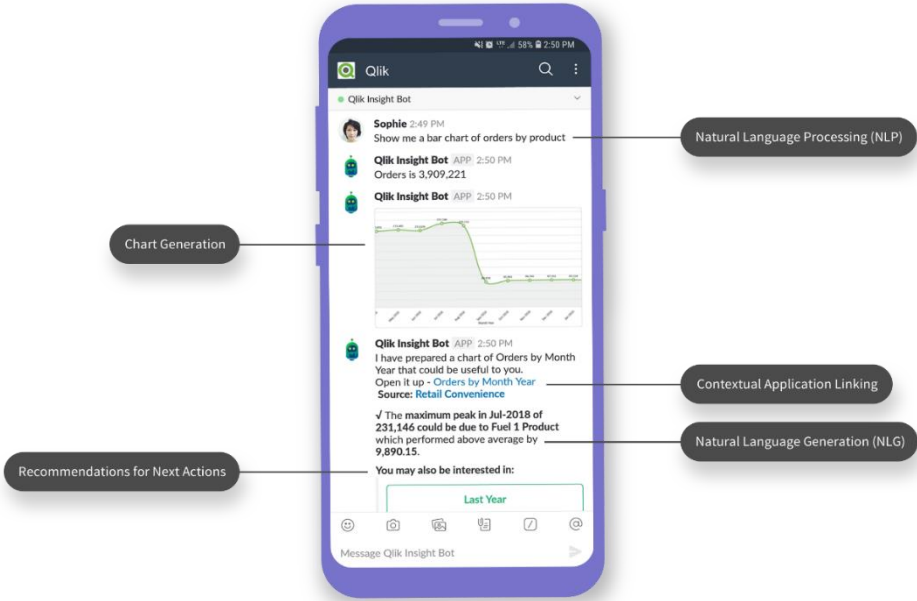 LTE 58% 2:50 PM
Qlik
Qlik Insight Bot
Sophie 2:49 PM
Show me a bar chart of orders by product
Natural Language Processing (NLP)
Qlik Insight Bot APP 2:50 PM
Orders is 3,909,221
Qlik Insight Bot APP 2:50 PM
Chart Generation
Qlik Insight Bot APP 2:50 PM
I have prepared a chart of Orders by Month
Year that could be useful to you.
Open it up - Orders by Month Year
Contextual Application Linking
Source: Retail Convenience
√ The maximum peak in Jul-2018 of
231,146 could be due to Fuel 1 Product
which performed above average by
Natural Language Generation (NLG)
9,890.15.
Recommendations for Next Actions
You may also be interested in:
Last Year
Message Qlik Insight Bot